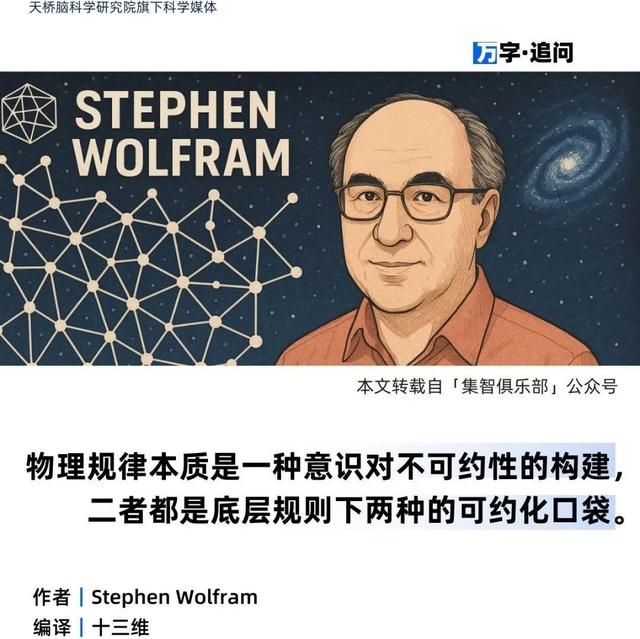 天桥脑科学研究院旗下科学媒体
万字·追问
STEPHEN
WOLFRAM
本文转载自「集智俱乐部」公众号
物理规律本质是一种意识对不可约性的构建，
二者都是底层规则下两种的可约化口袋。
作者｜Stephen Wolfram
编译｜十三维